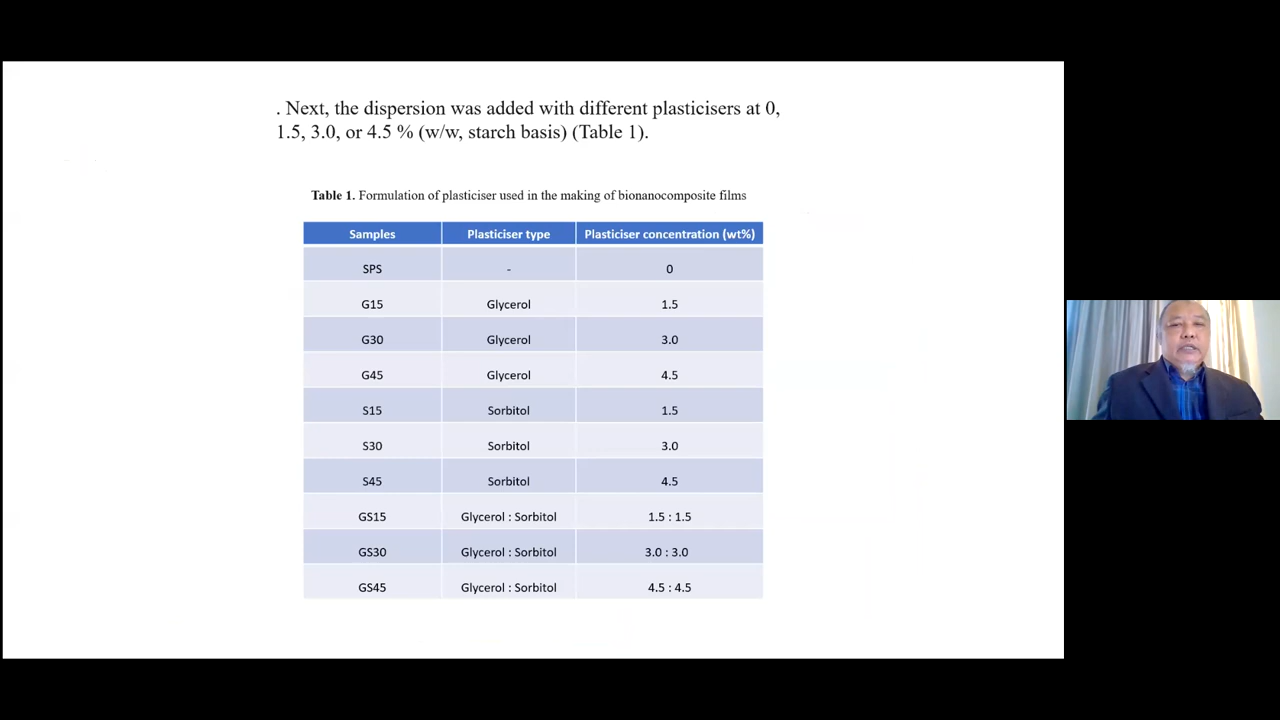 . Next, the dispersion was added with different plasticisers at 0,
1.5, 3.0, or 4.5 % (w/w, starch basis) (Table 1).
Table 1. Formulation of plasticiser used in the making of bionanocomposite films
Samples Plasticiser type Plasticiser concentration (wt%)
SPS - 0
G15 Glycerol 1.5
G30 Glycerol 3.0
G45 Glycerol 4.5
S15 Sorbitol 1.5
S30 Sorbitol 3.0
S45 Sorbitol 4.5
GS15 Glycerol : Sorbitol 1.5 : 1.5
GS30 Glycerol : Sorbitol 3.0 : 3.0
GS45 Glycerol : Sorbitol 4.5 : 4.5